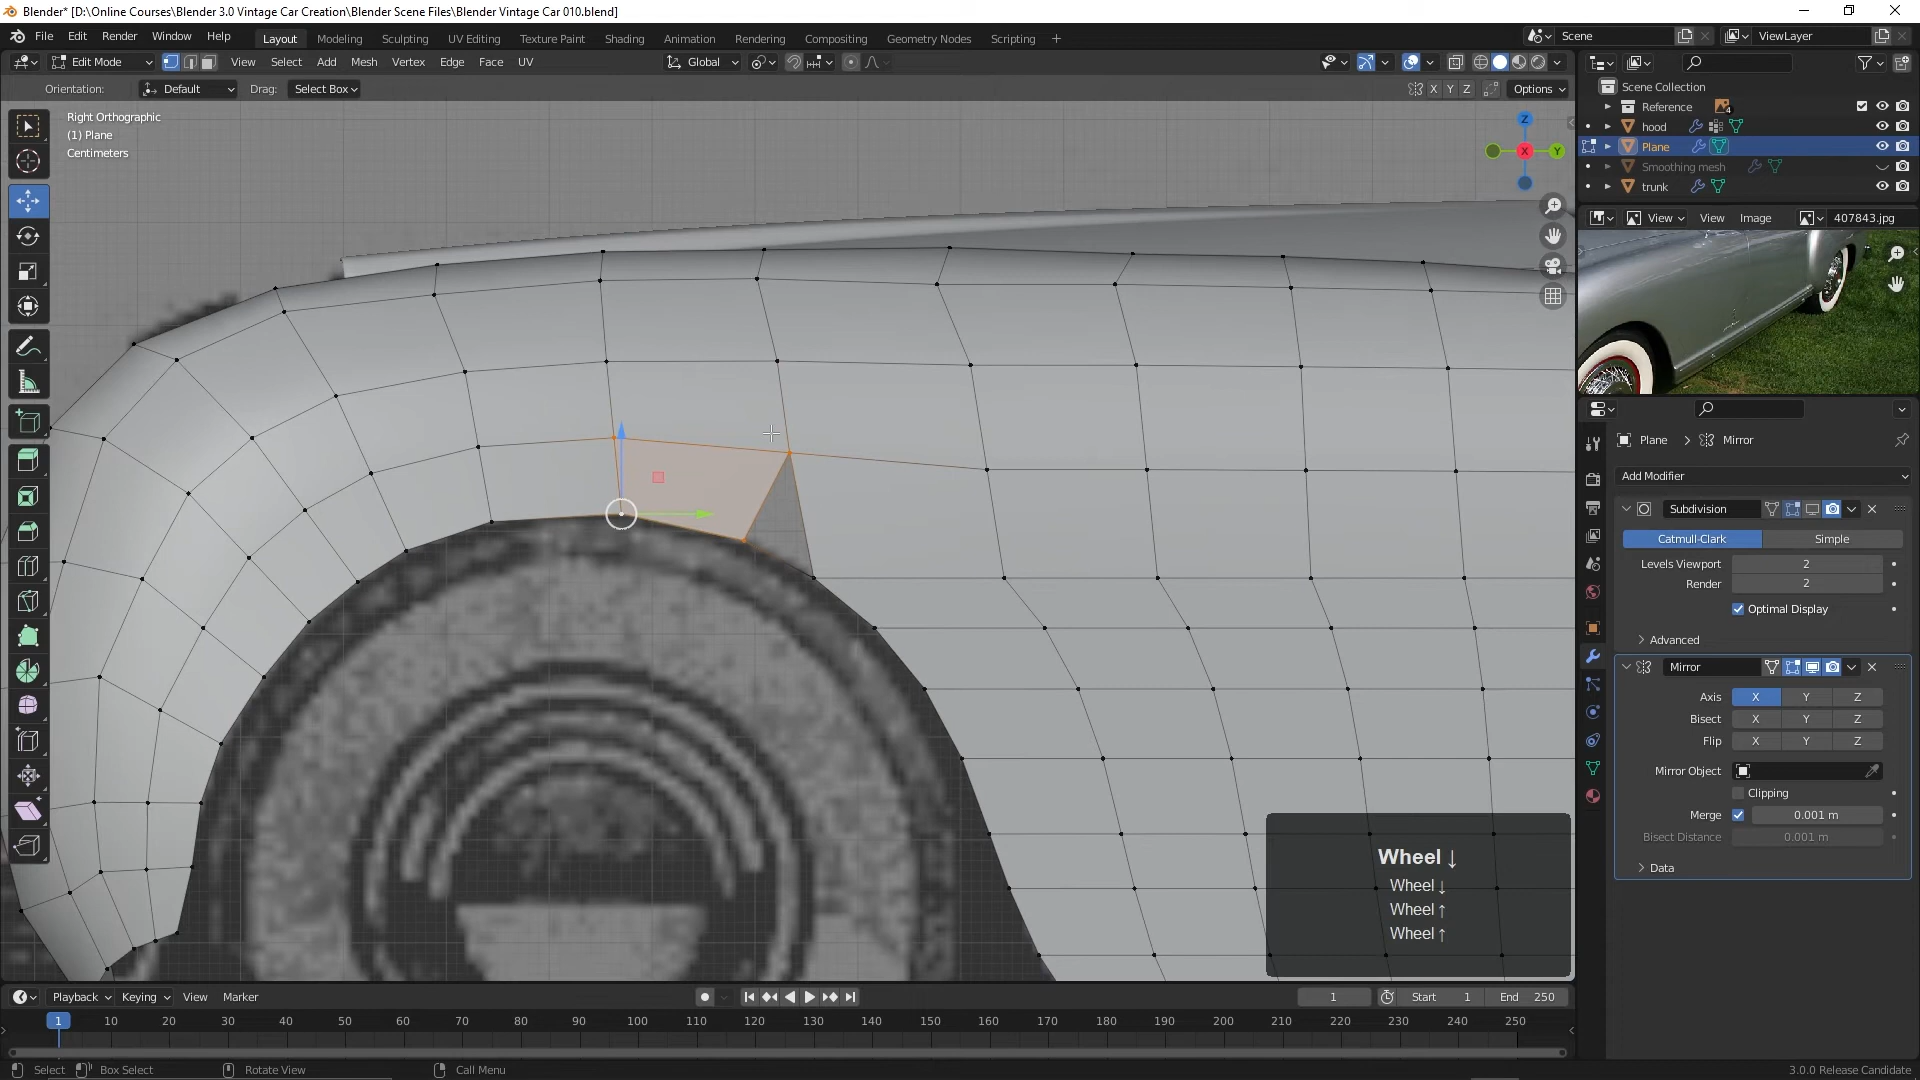 Blender* [D:\Online Courses\Blender 3.0 Vintage Car Creation\Blender Scene Files\Blender Vintage Car 010.blend]
File Edit Render Window Help Layout Modeling Sculpting UV Editing Texture Paint Shading Animation Rendering Compositing Geometry Nodes Scripting + Scene ViewLayer
Edit Mode View Select Add Mesh Vertex Edge Face UV Global
Orientation: Default Drag: Select Box X Y Z Options
Right Orthographic
(1) Plane
Centimeters
Z
X
Y
Scene Collection
Reference 4
hood
Plane
Smoothing mesh
trunk
View View Image 407843.jpg
Plane > Mirror
Add Modifier
Subdivision
Catmull-Clark Simple
Levels Viewport 2
Render 2
Optimal Display
Advanced
Mirror
Axis X Y Z
Bisect X Y Z
Flip X Y Z
Mirror Object
Clipping
Merge 0.001 m
Bisect Distance 0.001 m
Data
Wheel ↓
Wheel ↓
Wheel ↑
Wheel ↑
Playback Keying View Marker 1 Start 1 End 250
1 10 20 30 40 50 60 70 80 90 100 110 120 130 140 150 160 170 180 190 200 210 220 230 240 250
Select Box Select Rotate View Call Menu 3.0.0 Release Candidate